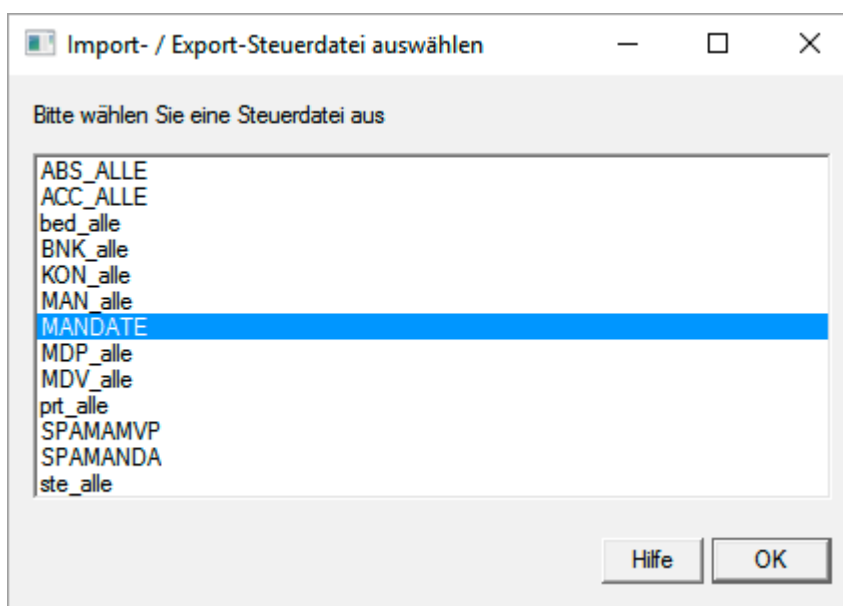 Import- / Export-Steuerdatei auswählen
Bitte wählen Sie eine Steuerdatei aus
ABS_ALLE
ACC_ALLE
bed_alle
BNK_alle
KON_alle
MAN_alle
MANDATE
MDP_alle
MDV_alle
prt_alle
SPAMAMVP
SPAMANDA
ste_alle
Hilfe
OK